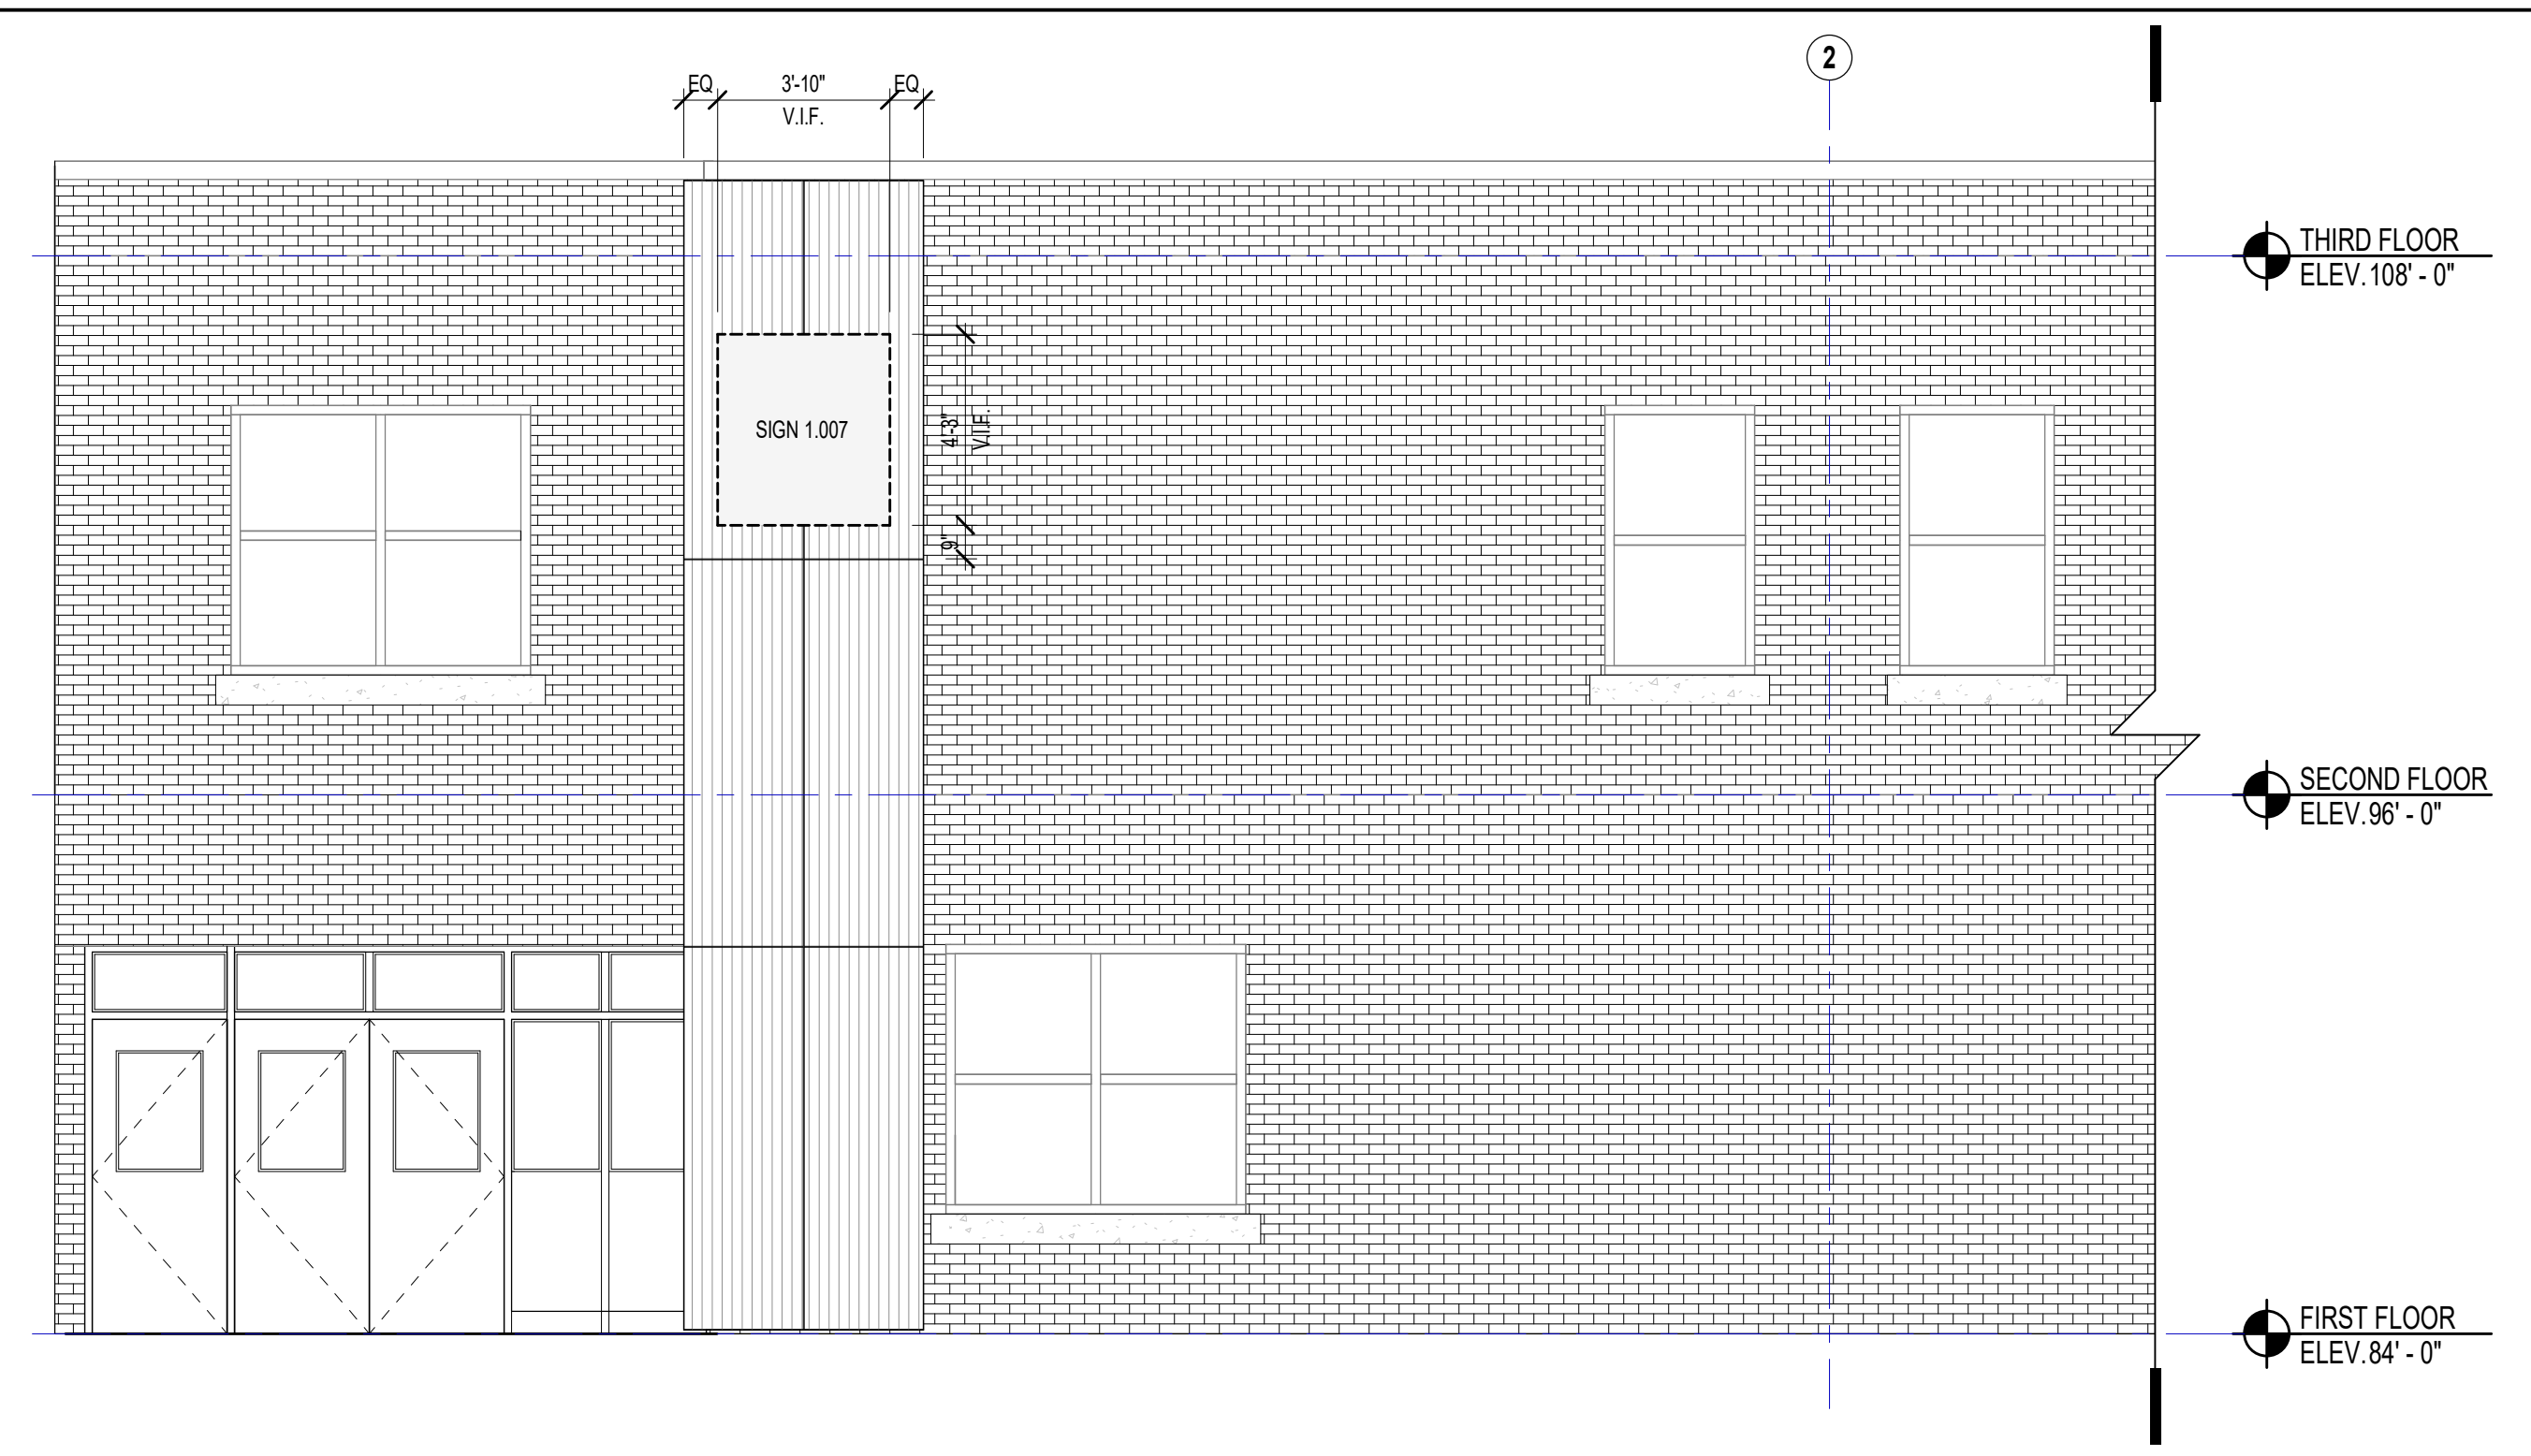 2
EQ 3'-10" EQ
V.I.F.
THIRD FLOOR
ELEV. 108' - 0"
SIGN 1.007
4'-3"
V.I.F.
9"
SECOND FLOOR
ELEV. 96' - 0"
FIRST FLOOR
ELEV. 84' - 0"